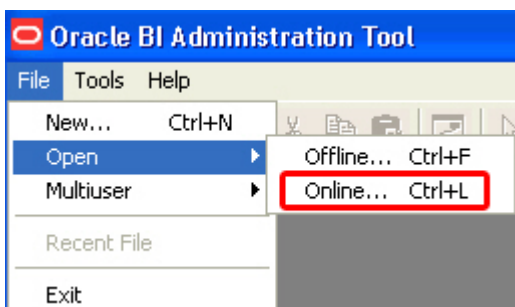 Oracle BI Administration Tool
File Tools Help
New... Ctrl+N
Open
Offline... Ctrl+F
Multiuser
Online... Ctrl+L
Recent File
Exit